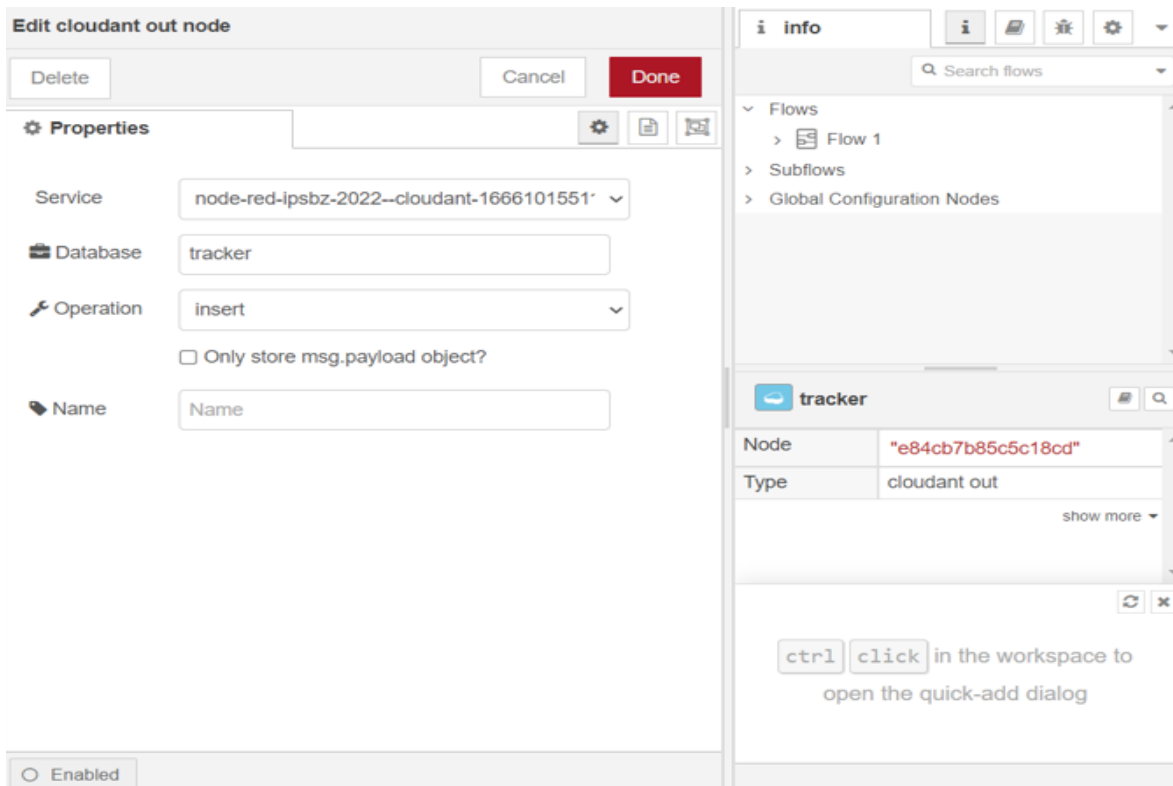 Edit cloudant out node
Delete
Cancel
Done
Properties
Service
node-red-ipsbz-2022--cloudant-1666101551
Database
tracker
Operation
insert
Only store msg.payload object?
Name
Name
Enabled
i info
i
Search flows
Flows
Flow 1
Subflows
Global Configuration Nodes
tracker
Node
"e84cb7b85c5c18cd"
Type
cloudant out
show more
ctrl click in the workspace to
open the quick-add dialog